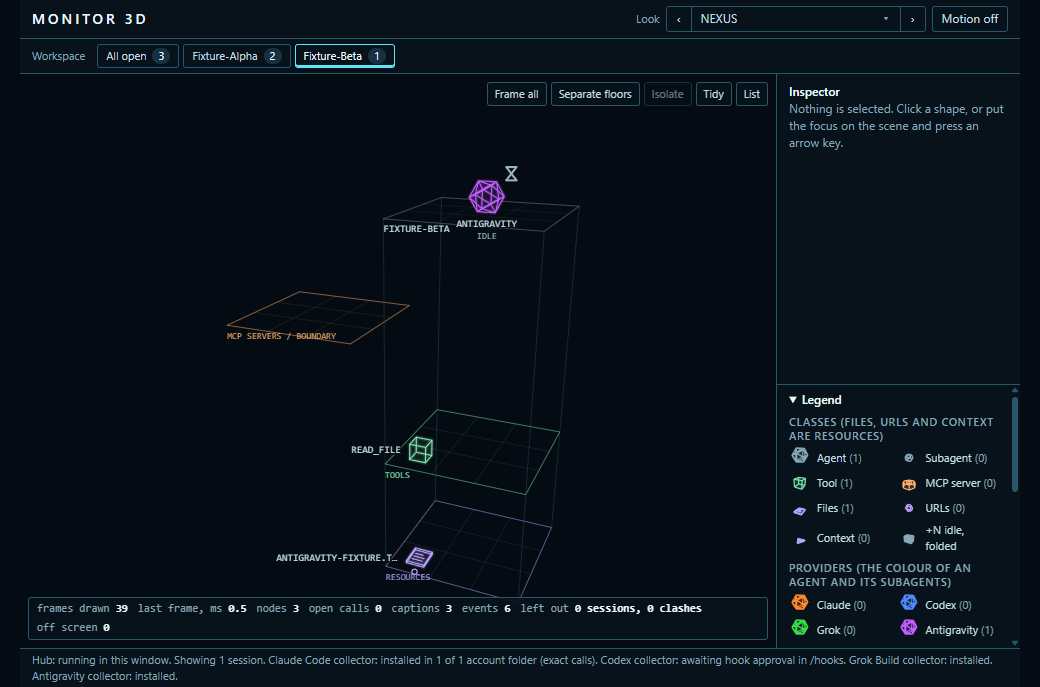 MONITOR 3D
Look ‹ NEXUS › Motion off
Workspace All open 3 Fixture-Alpha 2 Fixture-Beta 1
Frame all Separate floors Isolate Tidy List
ANTIGRAVITY
FIXTURE-BETA
IDLE
MCP SERVERS / BOUNDARY
READ_FILE
TOOLS
ANTIGRAVITY-FIXTURE.T…
RESOURCES
frames drawn 39 last frame, ms 0.5 nodes 3 open calls 0 captions 3 events 6 left out 0 sessions, 0 clashes
off screen 0
Inspector
Nothing is selected. Click a shape, or put
the focus on the scene and press an
arrow key.
▼ Legend
CLASSES (FILES, URLS AND CONTEXT
ARE RESOURCES)
Agent (1) Subagent (0)
Tool (1) MCP server (0)
Files (1) URLs (0)
Context (0) +N idle,
folded
PROVIDERS (THE COLOUR OF AN
AGENT AND ITS SUBAGENTS)
Claude (0) Codex (0)
Grok (0) Antigravity (1)
Hub: running in this window. Showing 1 session. Claude Code collector: installed in 1 of 1 account folder (exact calls). Codex collector: awaiting hook approval in /hooks. Grok Build collector: installed.
Antigravity collector: installed.